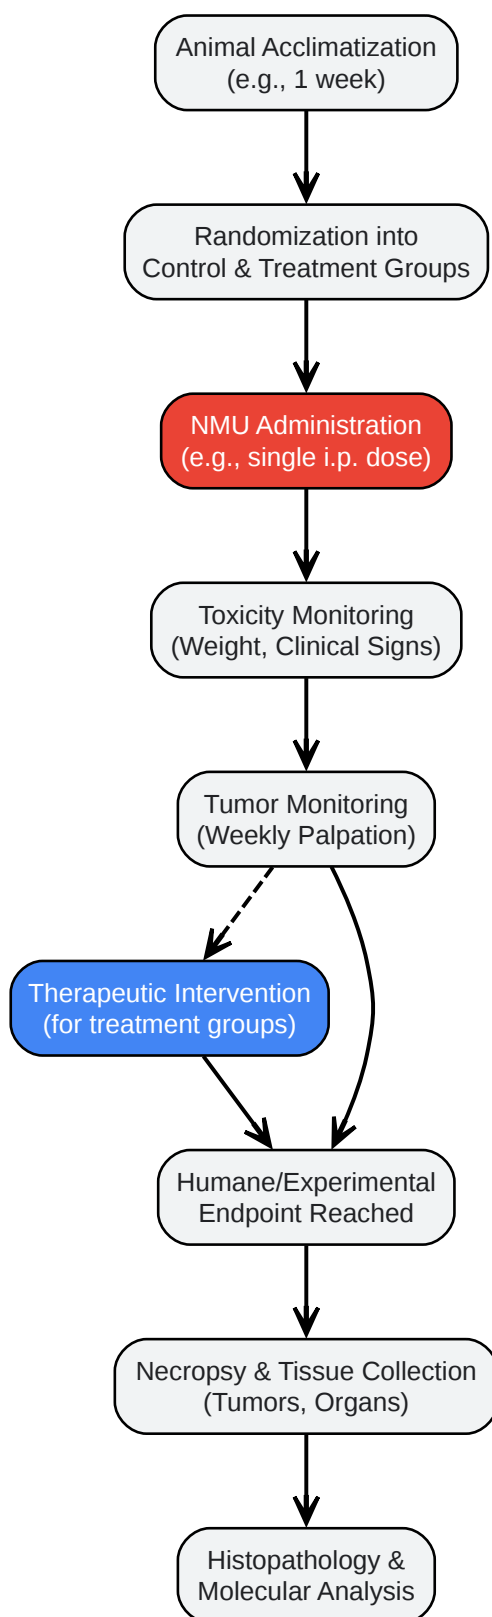 Animal Acclimatization
(e.g., 1 week)
Randomization into
Control & Treatment Groups
NMU Administration
(e.g., single i.p. dose)
Toxicity Monitoring
(Weight, Clinical Signs)
Tumor Monitoring
(Weekly Palpation)
Therapeutic Intervention
(for treatment groups)
Humane/Experimental
Endpoint Reached
Necropsy & Tissue Collection
(Tumors, Organs)
Histopathology &
Molecular Analysis